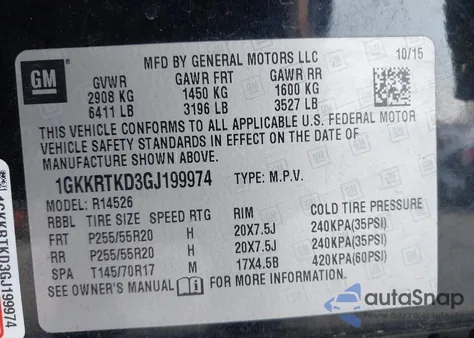 MFD BY GENERAL MOTORS LLC 10/15
GM
GVWR GAWR FRT GAWR RR
2908 KG 1450 KG 1600 KG
6411 LB 3196 LB 3527 LB
THIS VEHICLE CONFORMS TO ALL APPLICABLE U.S. FEDERAL MOTOR
VEHICLE SAFETY STANDARDS IN EFFECT ON THE DATE OF
MANUFACTURE SHOWN ABOVE.
1GKKRTKD3GJ199974 TYPE: M.P.V.
MODEL: R14526
RBBL TIRE SIZE SPEED RTG RIM COLD TIRE PRESSURE
FRT P255/55R20 H 20X7.5J 240KPA(35PSI)
RR P255/55R20 H 20X7.5J 240KPA(35PSI)
SPA T145/70R17 M 17X4.5B 420KPA(60PSI)
SEE OWNER'S MANUAL FOR MORE INFORMATION.
1GKKRTKD3GJ199974
autoSnap